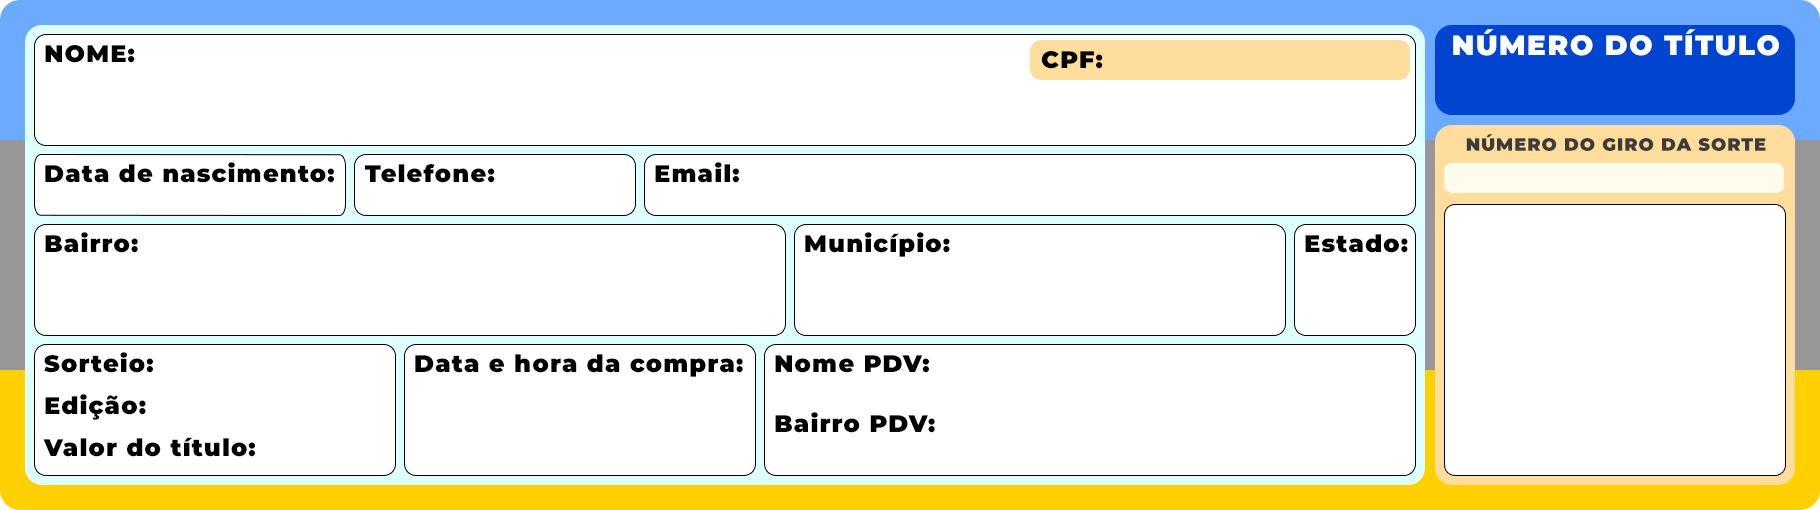 NOME:
CPF:
NÚMERO DO TÍTULO
NÚMERO DO GIRO DA SORTE
Data de nascimento:
Telefone:
Email:
Bairro:
Município:
Estado:
Sorteio:
Edição:
Valor do título:
Data e hora da compra:
Nome PDV:
Bairro PDV: